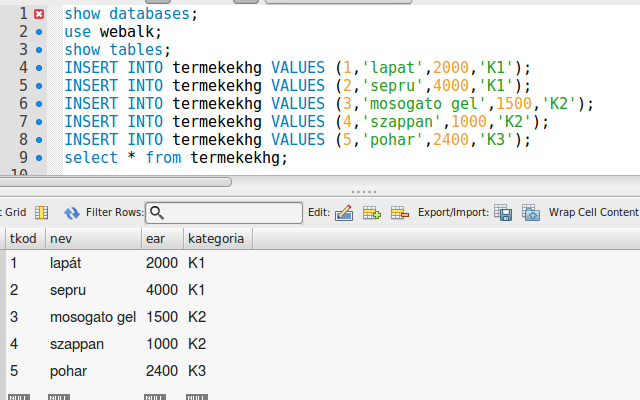 1 show databases;
2 use webalk;
3 show tables;
4 INSERT INTO termekekhg VALUES (1,'lapat',2000,'K1');
5 INSERT INTO termekekhg VALUES (2,'sepru',4000,'K1');
6 INSERT INTO termekekhg VALUES (3,'mosogato gel',1500,'K2');
7 INSERT INTO termekekhg VALUES (4,'szappan',1000,'K2');
8 INSERT INTO termekekhg VALUES (5,'pohar',2400,'K3');
9 select * from termekekhg;
Grid Filter Rows: Edit: Export/Import: Wrap Cell Content
tkod nev ear kategoria
1 lapát 2000 K1
2 sepru 4000 K1
3 mosogato gel 1500 K2
4 szappan 1000 K2
5 pohar 2400 K3
NULL NULL NULL NULL